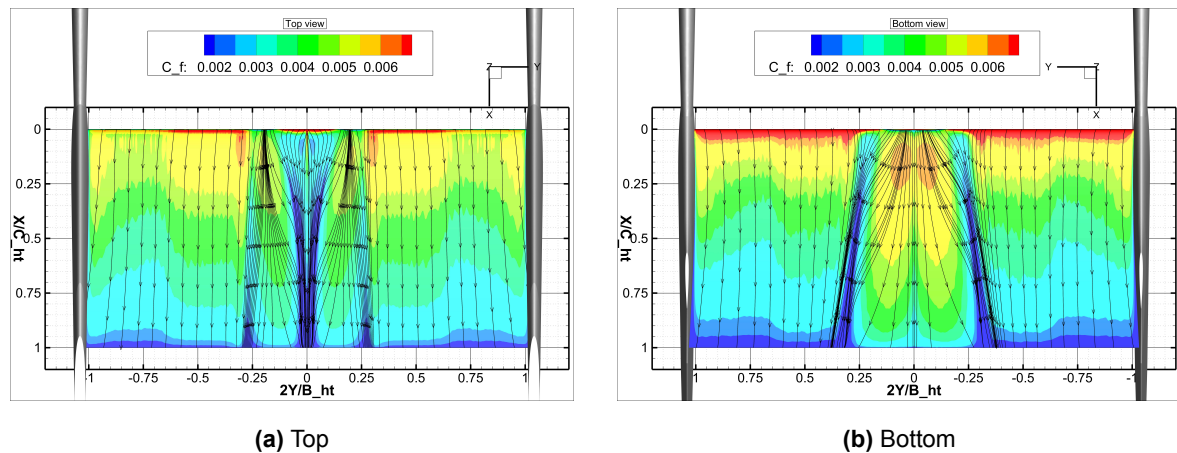 Top view
C_f: 0.002 0.003 0.004 0.005 0.006
Z Y
X
0
0.25
0.5
0.75
1
X/C_ht
-1 -0.75 -0.5 -0.25 0 0.25 0.5 0.75 1
2Y/B_ht
(a) Top
Bottom view
C_f: 0.002 0.003 0.004 0.005 0.006
Y Z
X
0
0.25
0.5
0.75
1
X/C_ht
1 0.75 0.5 0.25 0 -0.25 -0.5 -0.75 -1
2Y/B_ht
(b) Bottom